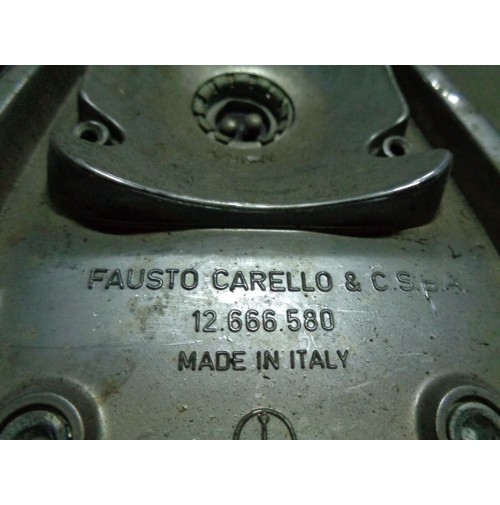 FAUSTO CARELLO & C.S.p.A.
12.666.580
MADE IN ITALY